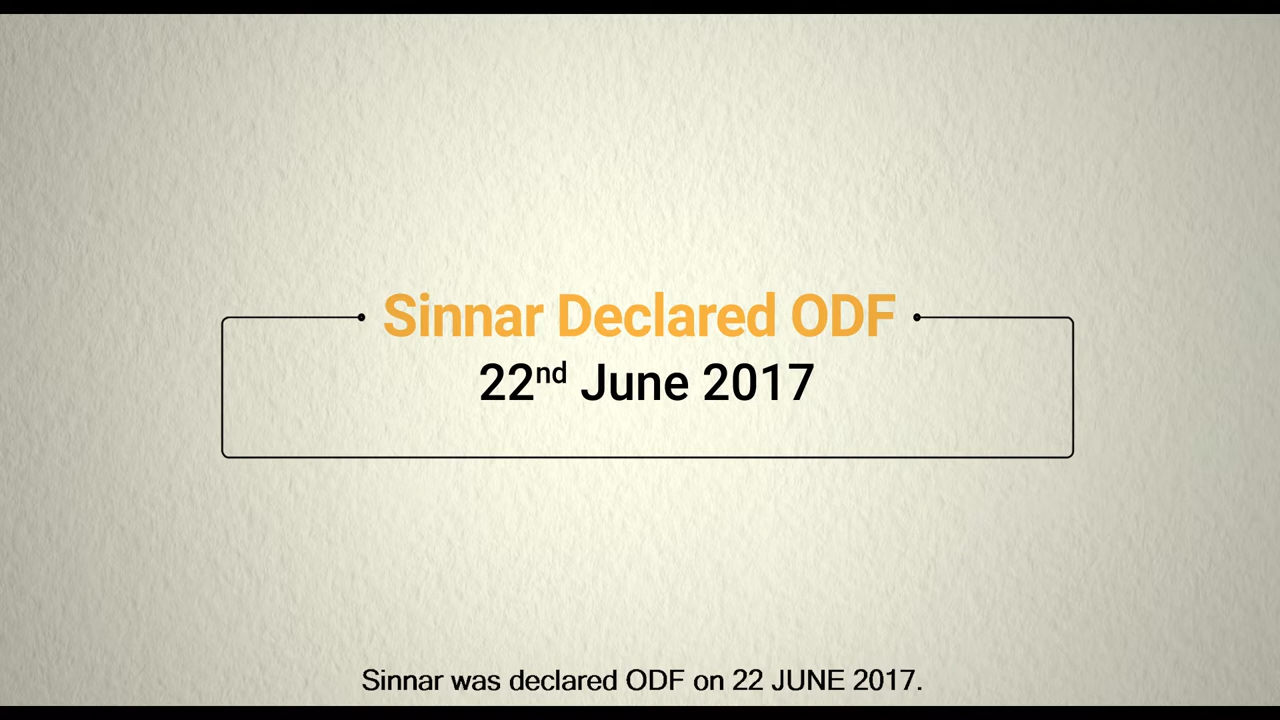 Sinnar Declared ODF
22nd June 2017
Sinnar was declared ODF on 22 JUNE 2017.